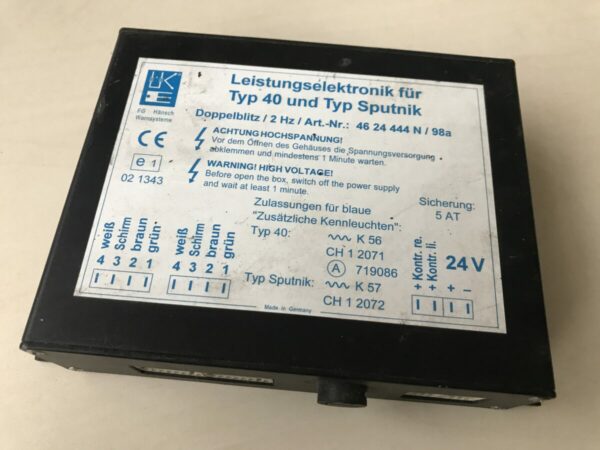 Leistungselektronik für
Typ 40 und Typ Sputnik
FG Hänsch
Warnsysteme
Doppelblitz / 2 Hz / Art.-Nr.: 46 24 444 N / 98a
CE
e 1
02 1343
ACHTUNG HOCHSPANNUNG!
Vor dem Öffnen des Gehäuses die Spannungsversorgung
abklemmen und mindestens 1 Minute warten.
WARNING! HIGH VOLTAGE!
Before open the box, switch off the power supply
and wait at least 1 minute.
Zulassungen für blaue
"Zusätzliche Kennleuchten":
Typ 40: K 56
CH 1 2071
A 719086
Typ Sputnik: K 57
CH 1 2072
Sicherung:
5 AT
4 weiß
3 Schirm
2 braun
1 grün
4 weiß
3 Schirm
2 braun
1 grün
+ Kontr. re.
+ Kontr. li.
24 V
+ −
Made in Germany